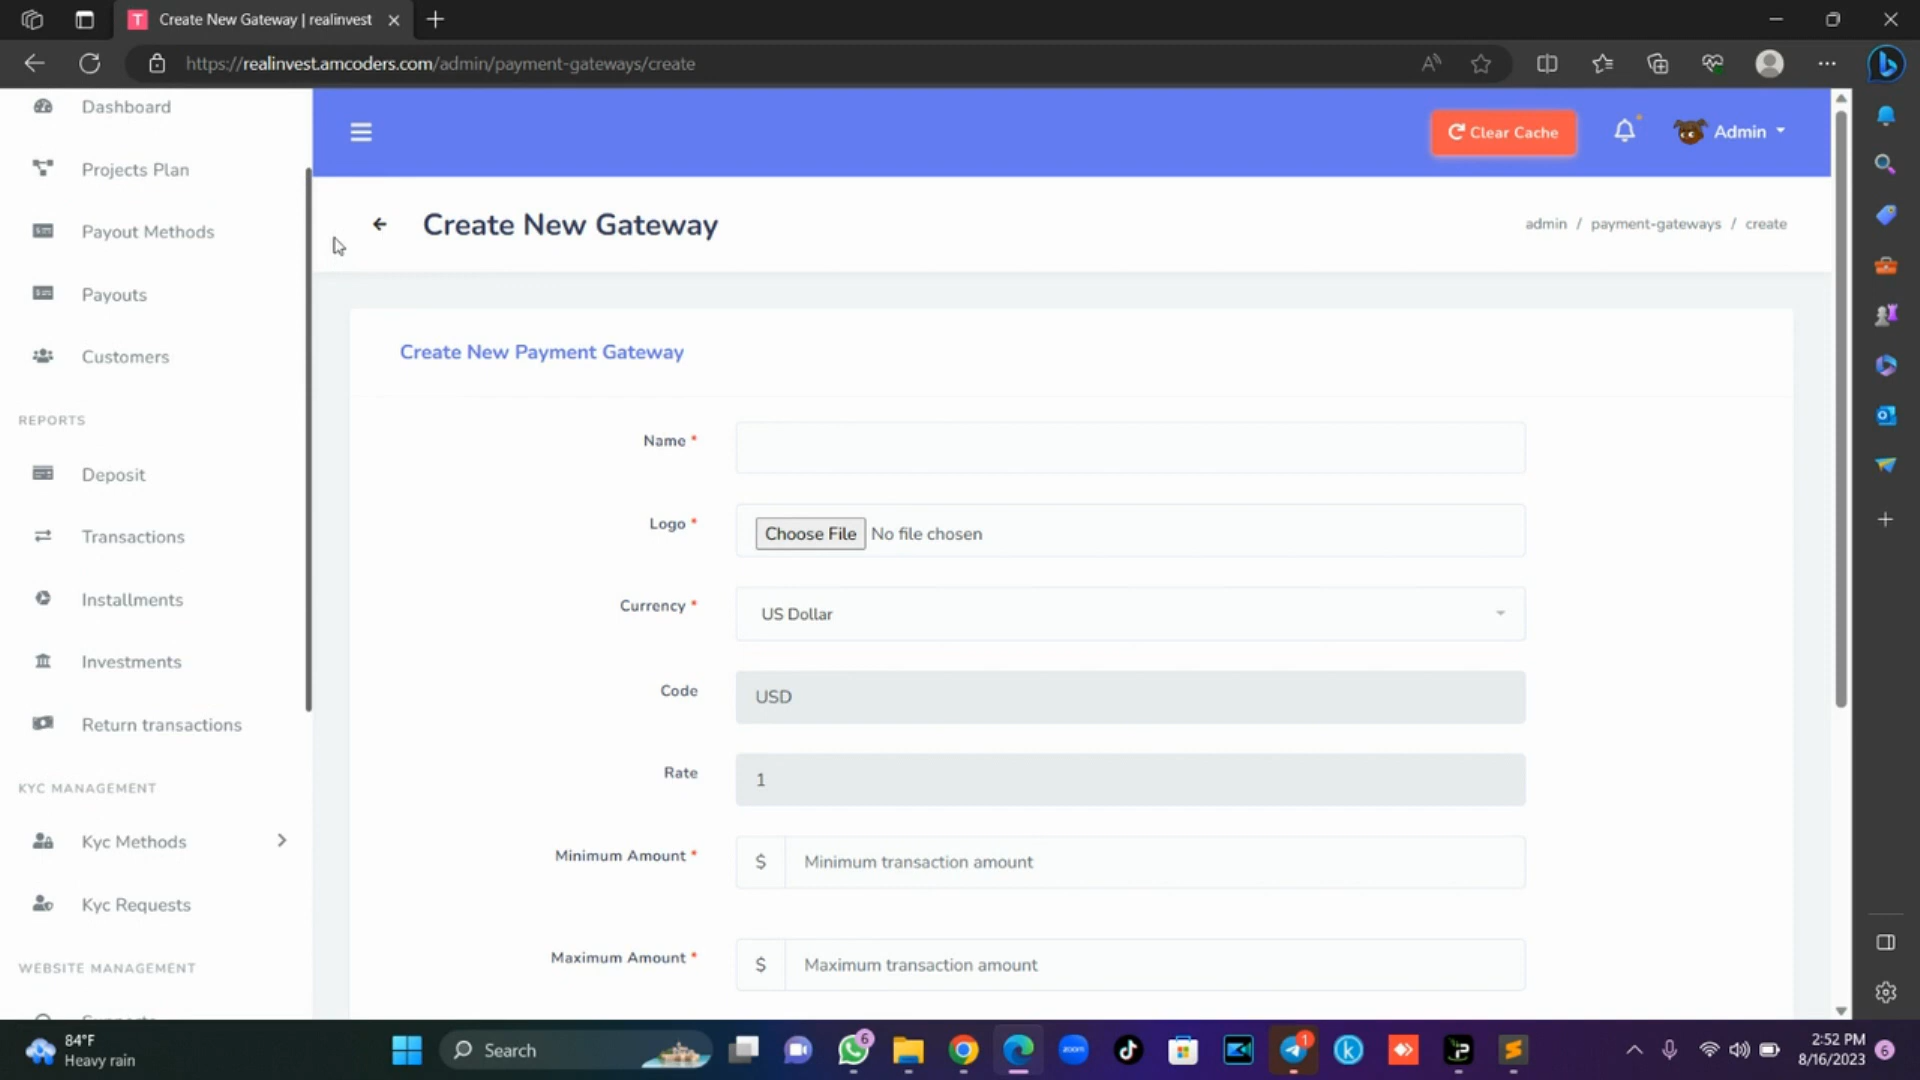 Create New Gateway | realinvest
https://realinvest.amcoders.com/admin/payment-gateways/create
Dashboard
Projects Plan
Payout Methods
Payouts
Customers
REPORTS
Deposit
Transactions
Installments
Investments
Return transactions
KYC MANAGEMENT
Kyc Methods
Kyc Requests
WEBSITE MANAGEMENT
Clear Cache
Admin
Create New Gateway
admin / payment-gateways / create
Create New Payment Gateway
Name *
Logo *
Choose File No file chosen
Currency *
US Dollar
Code
USD
Rate
1
Minimum Amount *
$ Minimum transaction amount
Maximum Amount *
$ Maximum transaction amount
84°F
Heavy rain
Search
6
zoom
1
2:52 PM
8/16/2023
6